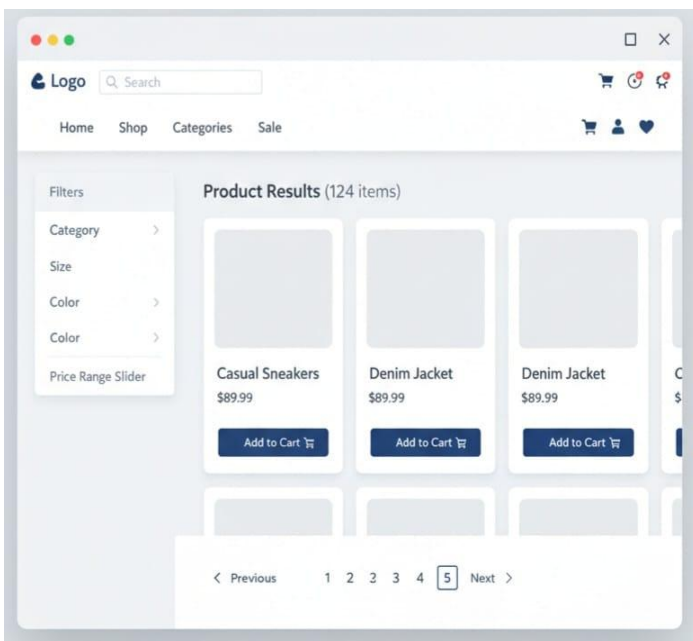 Logo Search
Home Shop Categories Sale
Filters
Category
Size
Color
Color
Price Range Slider
Product Results (124 items)
Casual Sneakers
$89.99
Add to Cart
Denim Jacket
$89.99
Add to Cart
Denim Jacket
$89.99
Add to Cart
C
$
Previous 1 2 2 3 4 5 Next